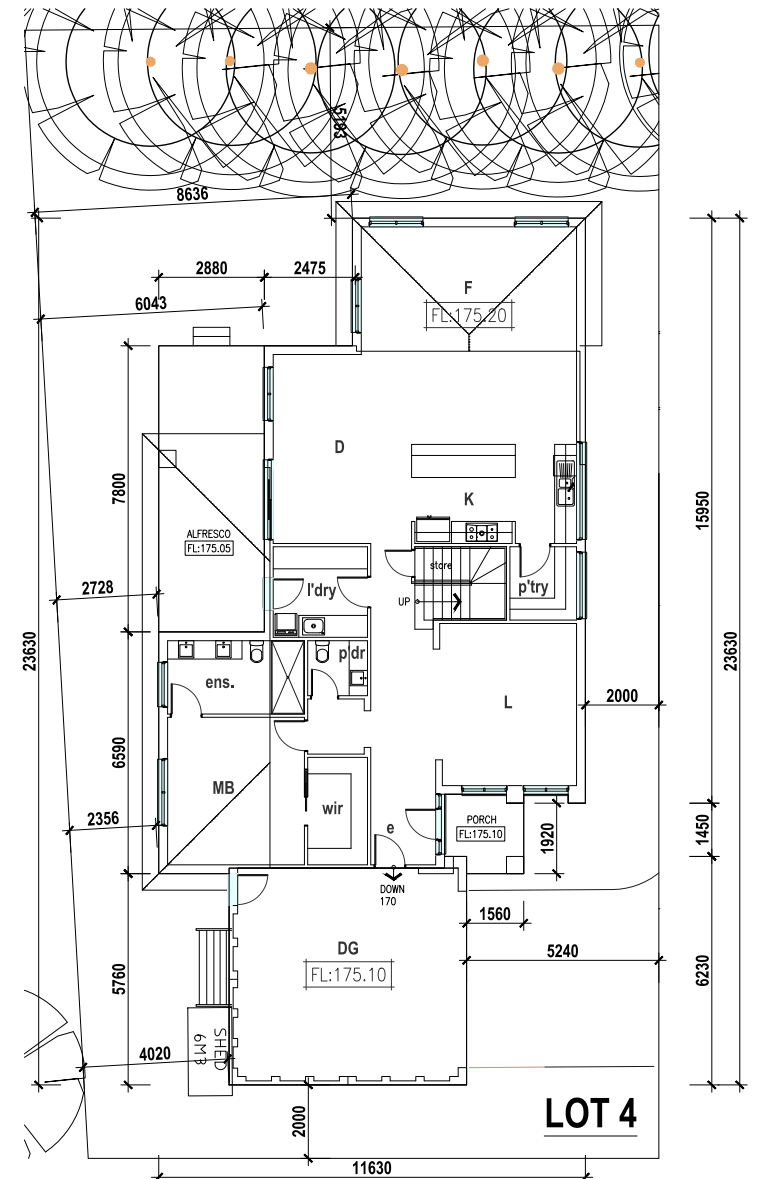 5183
8636
2880
2475
6043
F
FL:175.20
D
K
7800
15950
ALFRESCO
FL:175.05
store
l'dry
p'try
UP
2728
23630
23630
p'dr
ens.
L
2000
6590
MB
wir
2356
e
PORCH
FL:175.10
1920
1450
DOWN
170
1560
DG
FL:175.10
5240
5760
6230
SHED
6M3
4020
2000
LOT 4
11630